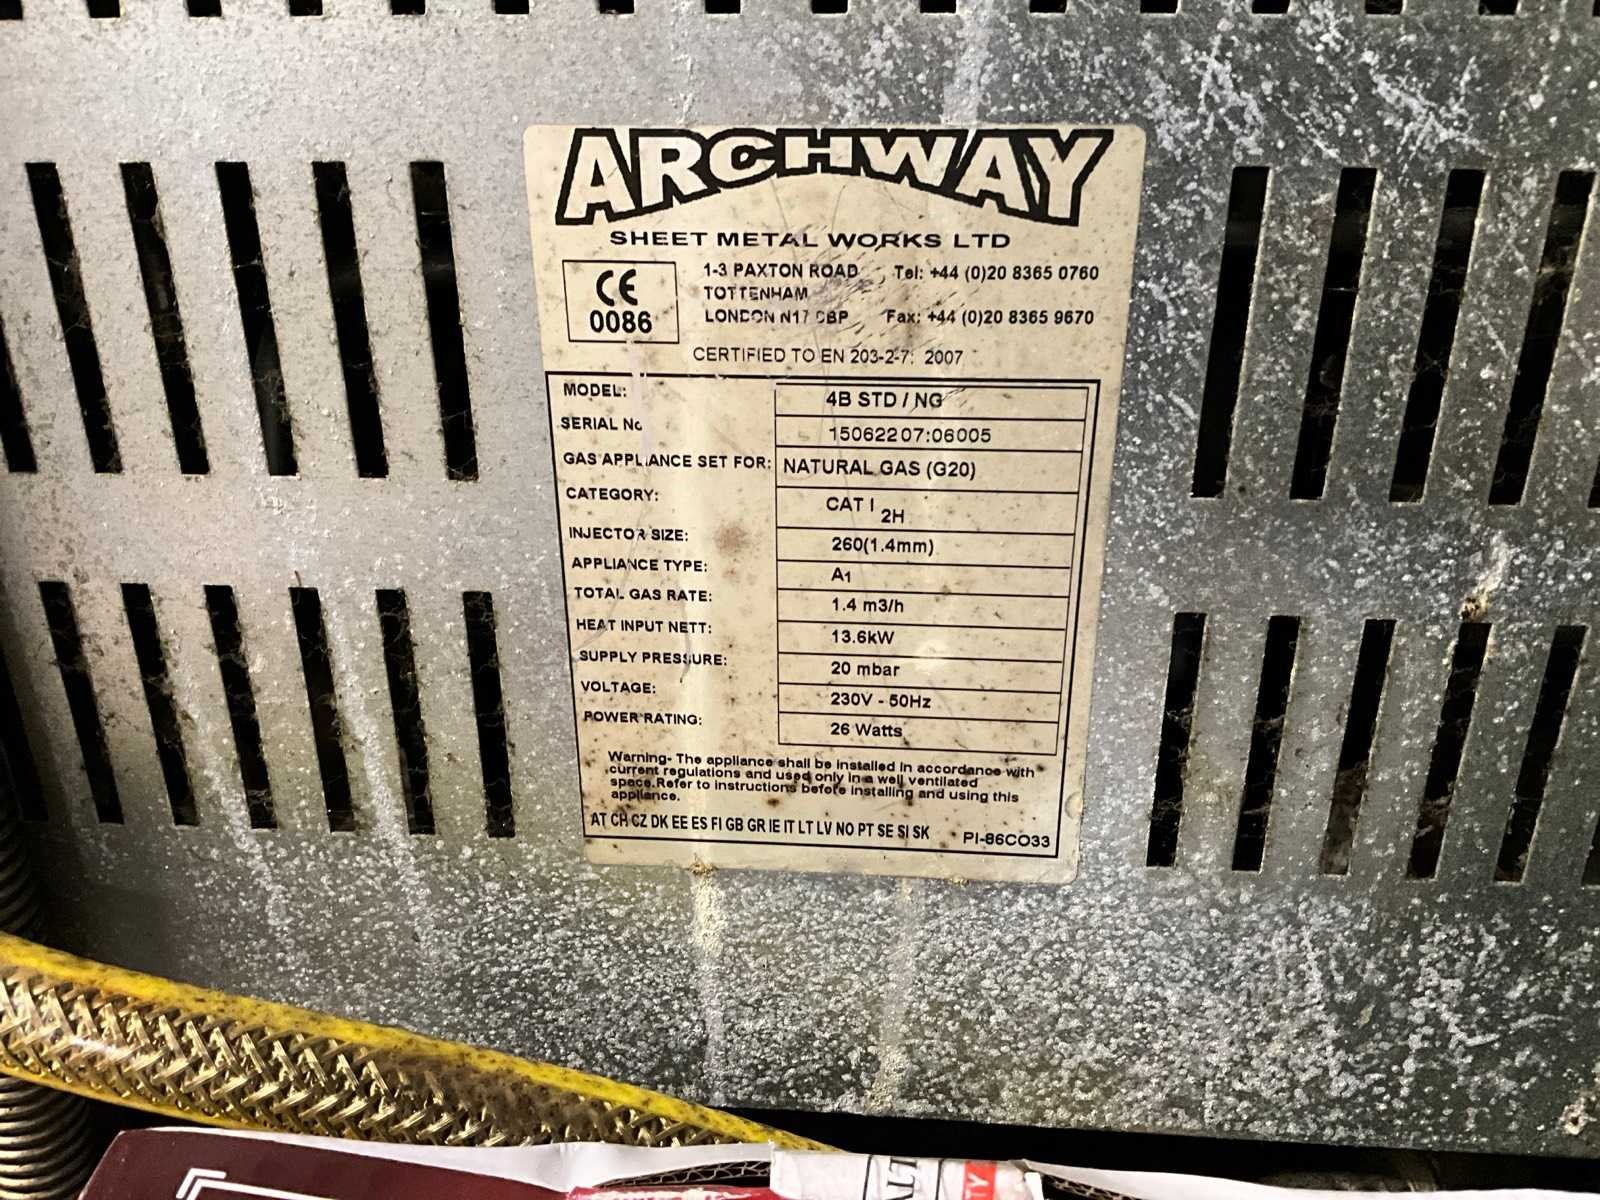 ARCHWAY
SHEET METAL WORKS LTD
CE
0086
1-3 PAXTON ROAD Tel: +44 (0)20 8365 0760
TOTTENHAM
LONDON N17 Fax: +44 (0)20 8365 9670
CERTIFIED TO EN 203-2-7: 2007
MODEL: 4B STD / NG
SERIAL No 15062207:06005
GAS APPLIANCE SET FOR: NATURAL GAS (G20)
CATEGORY: CAT I 2H
INJECTOR SIZE: 260(1.4mm)
APPLIANCE TYPE: A1
TOTAL GAS RATE: 1.4 m3/h
HEAT INPUT NETT: 13.6kW
SUPPLY PRESSURE: 20 mbar
VOLTAGE: 230V - 50Hz
POWER RATING: 26 Watts
Warning- The appliance shall be installed in accordance with
current regulations and used only in a well ventilated
space.Refer to instructions before installing and using this
appliance.
AT CH CZ DK EE ES FI GB GR IE IT LT LV NO PT SE SI SK PI-86CO33